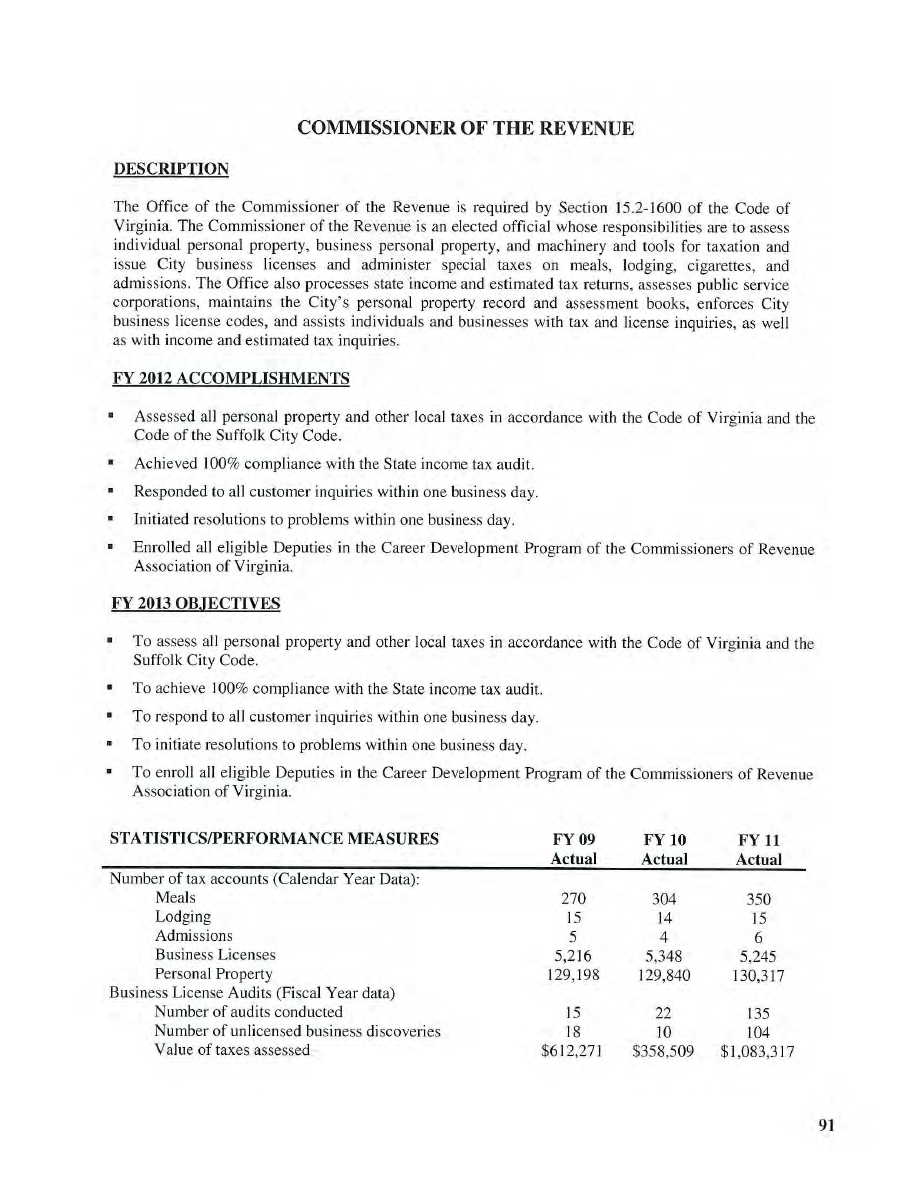 COMMISSIONER OF THE REVENUE
DESCRIPTION
The Office of the Commissioner of the Revenue is required by Section 15.2-1600 of the Code of
Virginia. The Commissioner of the Revenue is an elected official whose responsibilities are to assess
individual personal property, business personal property, and machinery and tools for taxation and
issue City business licenses and administer special taxes on meals, lodging, cigarettes, and
admissions. The Office also processes state income and estimated tax returns, assesses public service
corporations, maintains the City's personal property record and assessment books, enforces City
business license codes, and assists individuals and businesses with tax and license inquiries, as well
as with income and estimated tax inquiries.
FY 2012 ACCOMPLISHMENTS
▪ Assessed all personal property and other local taxes in accordance with the Code of Virginia and the
Code of the Suffolk City Code.
▪ Achieved 100% compliance with the State income tax audit.
▪ Responded to all customer inquiries within one business day.
▪ Initiated resolutions to problems within one business day.
▪ Enrolled all eligible Deputies in the Career Development Program of the Commissioners of Revenue
Association of Virginia.
FY 2013 OBJECTIVES
▪ To assess all personal property and other local taxes in accordance with the Code of Virginia and the
Suffolk City Code.
▪ To achieve 100% compliance with the State income tax audit.
▪ To respond to all customer inquiries within one business day.
▪ To initiate resolutions to problems within one business day.
▪ To enroll all eligible Deputies in the Career Development Program of the Commissioners of Revenue
Association of Virginia.
STATISTICS/PERFORMANCE MEASURES FY 09 FY 10 FY 11
Actual Actual Actual
Number of tax accounts (Calendar Year Data):
Meals 270 304 350
Lodging 15 14 15
Admissions 5 4 6
Business Licenses 5,216 5,348 5,245
Personal Property 129,198 129,840 130,317
Business License Audits (Fiscal Year data)
Number of audits conducted 15 22 135
Number of unlicensed business discoveries 18 10 104
Value of taxes assessed $612,271 $358,509 $1,083,317
91